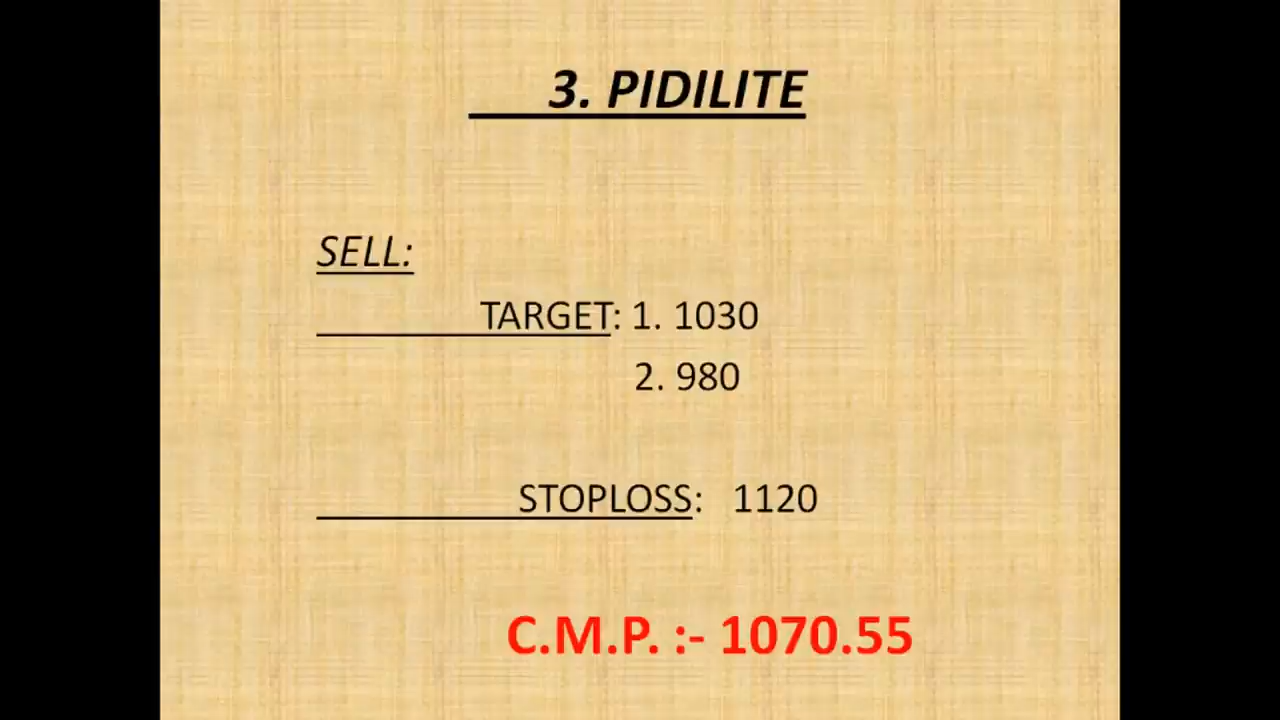 3. PIDILITE
SELL:
TARGET: 1. 1030
2. 980
STOPLOSS: 1120
C.M.P. :- 1070.55